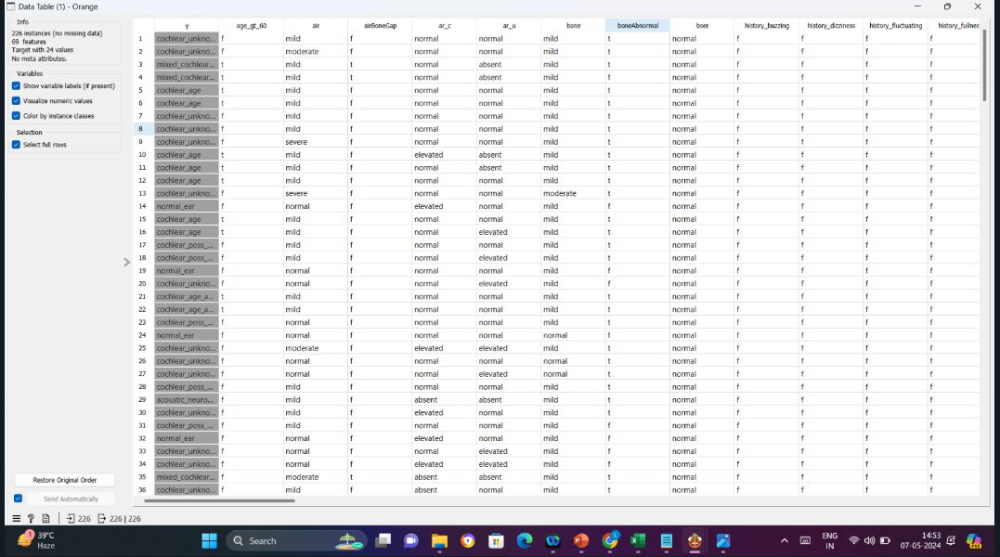 Data Table (1) - Orange
Info
226 instances (no missing data)
69 features
Target with 24 values
No meta attributes.
Variables
Show variable labels (if present)
Visualize numeric values
Color by instance classes
Selection
Select full rows
Restore Original Order
Send Automatically
y age_gt_60 air airBoneGap ar_c ar_u bone boneAbnormal bser history_buzzing history_dizziness history_fluctuating history_fullness
1 cochlear_unkno... f mild f normal normal mild t normal f f f f
2 cochlear_unkno... f moderate f normal normal mild t normal f f f f
3 mixed_cochlear... t mild t normal absent mild t normal f f f f
4 mixed_cochlear... t mild t normal absent mild f normal f f f f
5 cochlear_age t mild f normal normal mild f normal f f f f
6 cochlear_age t mild f normal normal mild f normal f f f f
7 cochlear_unkno... f mild f normal normal mild t normal f f f f
8 cochlear_unkno... f mild f normal normal mild t normal f f f f
9 cochlear_unkno... f severe f normal normal mild t normal f f f f
10 cochlear_age t mild f elevated absent mild t normal f f f f
11 cochlear_age t mild f normal absent mild t normal f f f f
12 cochlear_age t mild f normal normal mild t normal f f f f
13 cochlear_unkno... f severe f normal normal moderate t normal f f f f
14 normal_ear f normal f elevated normal mild f normal f f f f
15 cochlear_age t mild f normal normal mild t normal f f f f
16 cochlear_age t mild f normal elevated mild t normal f f f f
17 cochlear_poss_... f mild f normal normal mild t normal f f f f
18 cochlear_poss_... f mild f normal elevated mild t normal f f f f
19 normal_ear f normal f normal normal mild f normal f f f f
20 cochlear_unkno... f normal f normal elevated mild t normal f f f f
21 cochlear_age_a... t mild f normal normal mild t normal f f f f
22 cochlear_age_a... t mild f normal normal mild t normal f f f f
23 cochlear_poss_... f normal f normal normal mild t normal f f f f
24 normal_ear f normal f normal normal normal f normal f f f f
25 cochlear_unkno... f moderate f elevated elevated mild t normal f f f f
26 cochlear_unkno... f normal f normal normal normal t normal f f f f
27 cochlear_unkno... f normal f normal elevated normal t normal f f f f
28 cochlear_poss_... f mild f normal normal mild t normal f f f f
29 acoustic_neuro... f mild f absent absent mild t normal f f f f
30 cochlear_unkno... f mild f elevated normal mild t normal f f f f
31 cochlear_poss_... f mild f normal normal mild f normal f f f f
32 normal_ear f normal f elevated normal mild f normal f f f f
33 cochlear_unkno... f normal f normal elevated mild f normal f f f f
34 cochlear_unkno... f normal f elevated elevated mild f normal f f f f
35 mixed_cochlear... f moderate t absent absent mild f normal f f f f
36 cochlear_unkno... f mild f absent normal mild f normal f f f f
226 226 | 226
1
39°C
Haze
Search
ENG
IN
14:53
07-05-2024